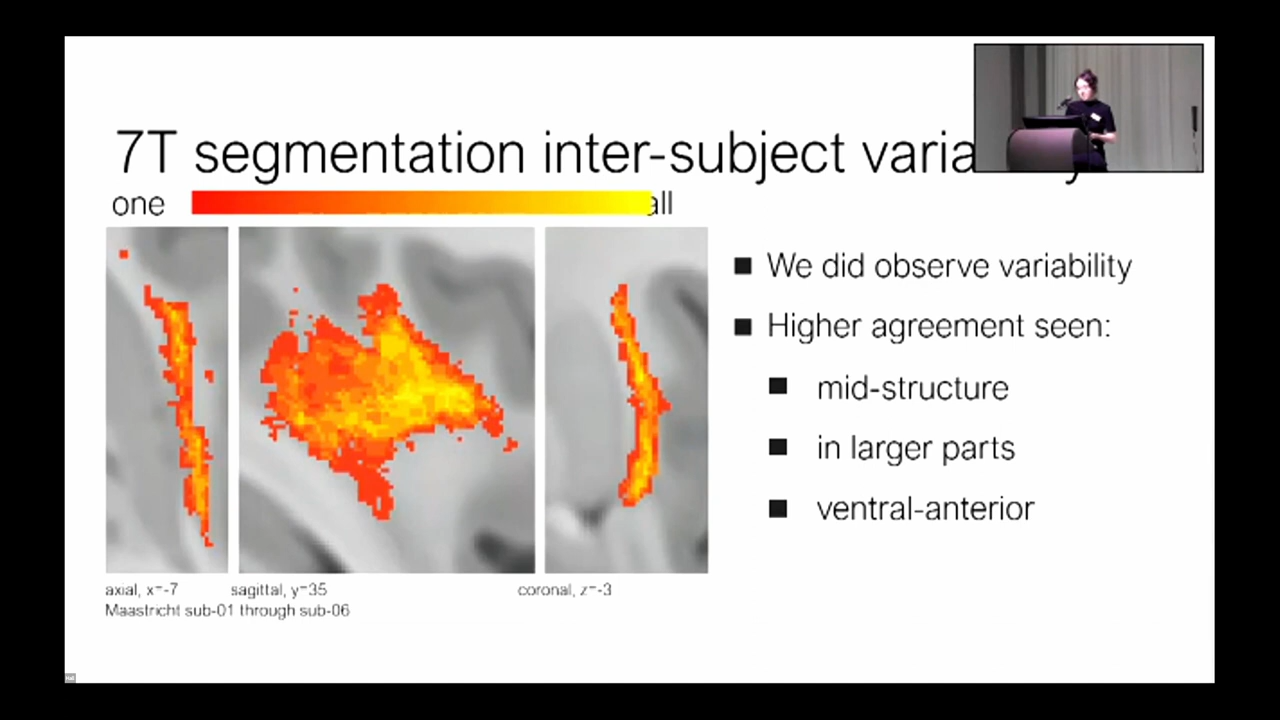 7T segmentation inter-subject varia
one all
We did observe variability
Higher agreement seen:
mid-structure
in larger parts
ventral-anterior
axial, x=-7 sagittal, y=35 coronal, z=-3
Maastricht sub-01 through sub-06